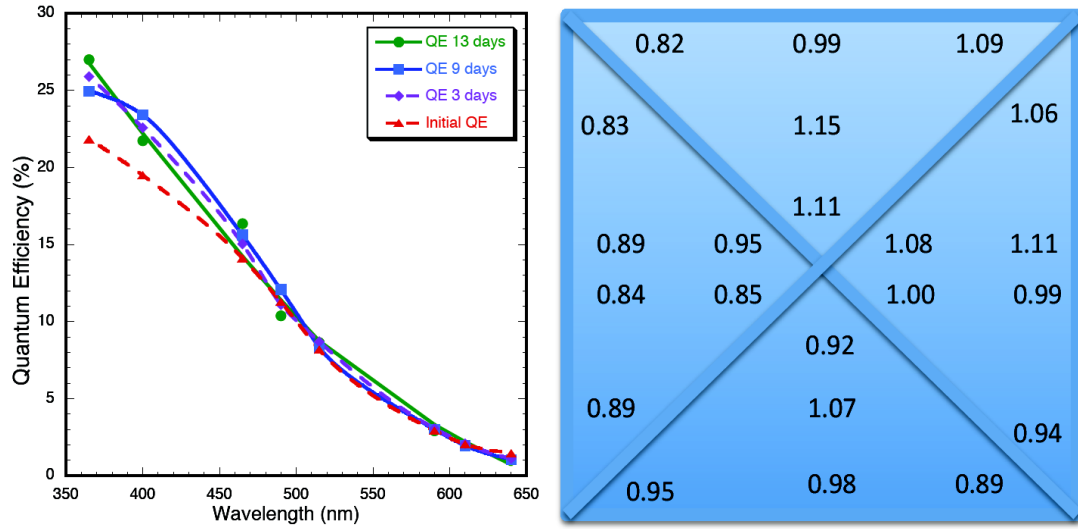 30
25
20
15
10
5
0
Quantum Efficiency (%)
QE 13 days
QE 9 days
QE 3 days
Initial QE
350 400 450 500 550 600 650
Wavelength (nm)
0.82 0.99 1.09
0.83 1.15 1.06
1.11
0.89 0.95 1.08 1.11
0.84 0.85 1.00 0.99
0.92
0.89 1.07 0.94
0.95 0.98 0.89